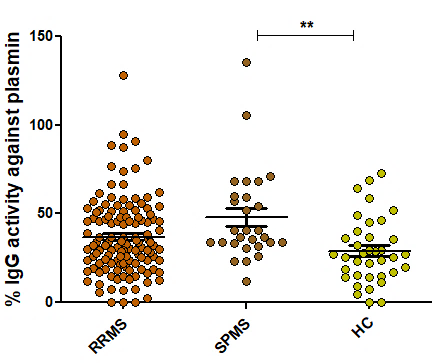 **
% IgG activity against plasmin
150
100
50
0
RRMS
SPMS
HC